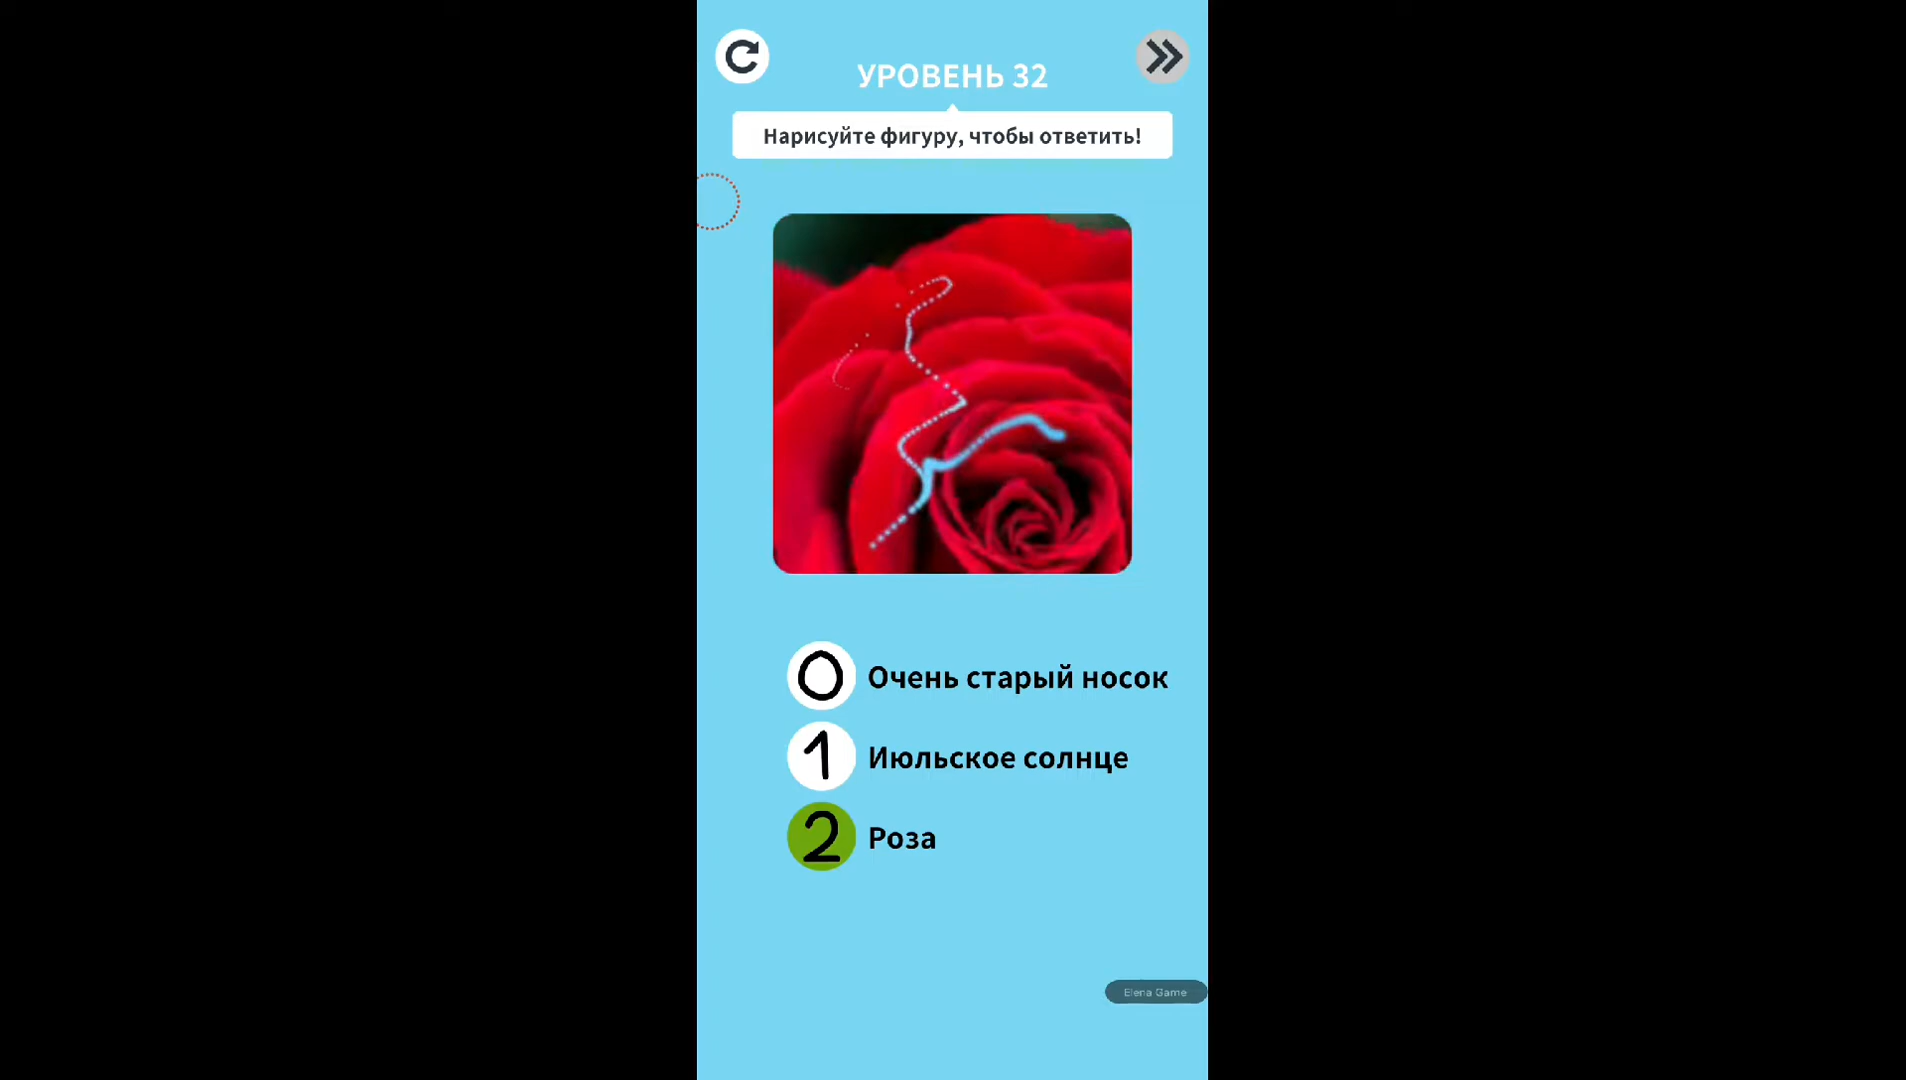 УРОВЕНЬ 32
Нарисуйте фигуру, чтобы ответить!
0 Очень старый носок
1 Июльское солнце
2 Роза
Elena Game